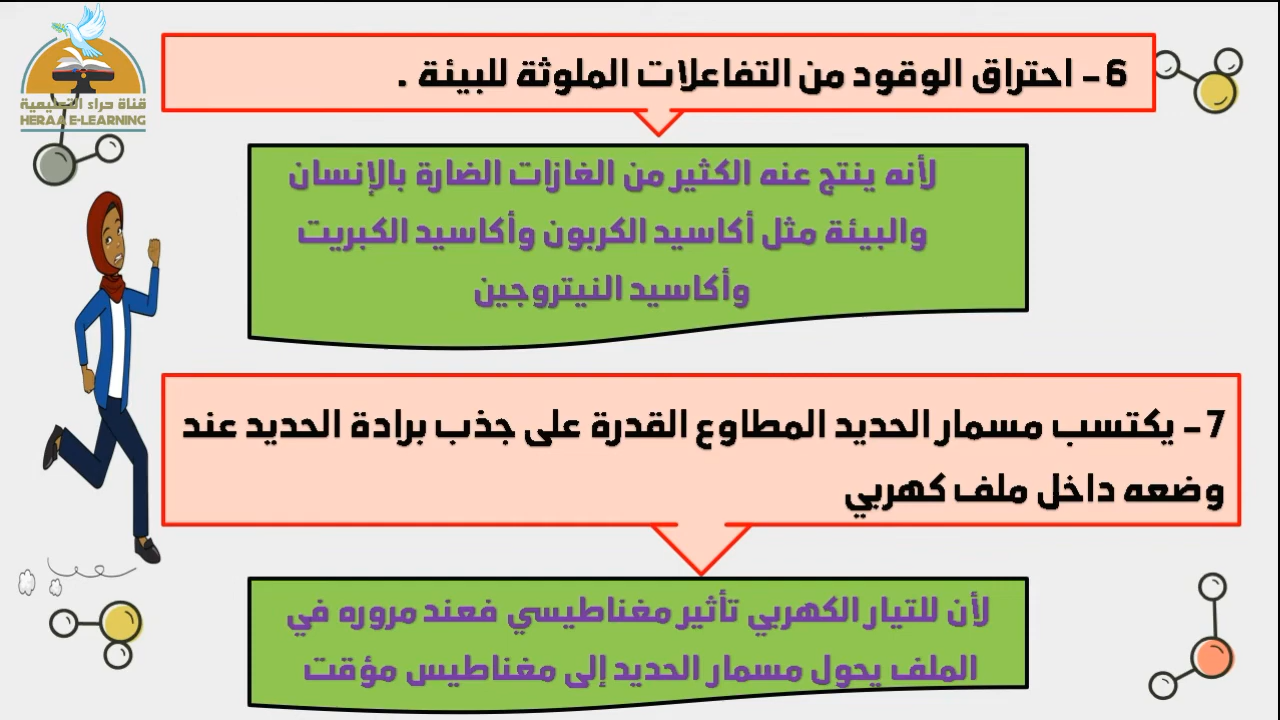 قناة حراء التعليمية
HERAA E-LEARNING
6- احتراق الوقود من التفاعلات الملوثة للبيئة .
لأنه ينتج عنه الكثير من الغازات الضارة بالإنسان
والبيئة مثل أكاسيد الكربون وأكاسيد الكبريت
وأكاسيد النيتروجين
7- يكتسب مسمار الحديد المطاوع القدرة على جذب برادة الحديد عند
وضعه داخل ملف كهربي
لأن للتيار الكهربي تأثير مغناطيسي فعند مروره في
الملف يحول مسمار الحديد إلى مغناطيس مؤقت